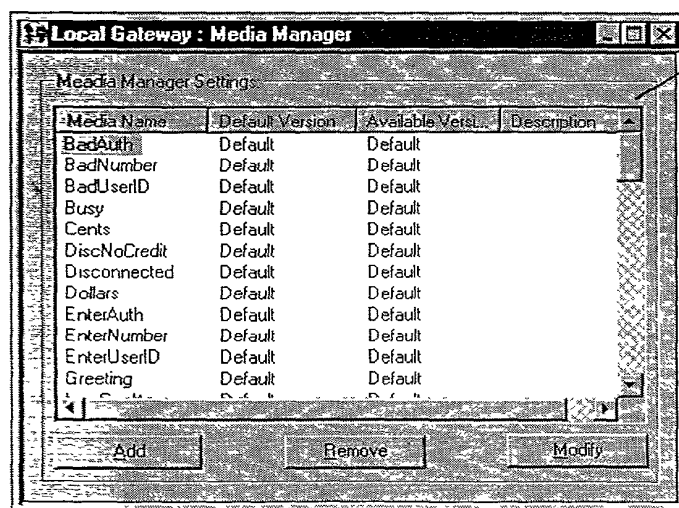 Local Gateway : Media Manager
Meadia Manager Settings:
Media Name Default Version Available Versi... Description
BadAuth Default Default
BadNumber Default Default
BadUserID Default Default
Busy Default Default
Cents Default Default
DiscNoCredit Default Default
Disconnected Default Default
Dollars Default Default
EnterAuth Default Default
EnterNumber Default Default
EnterUserID Default Default
Greeting Default Default
Add Remove Modify